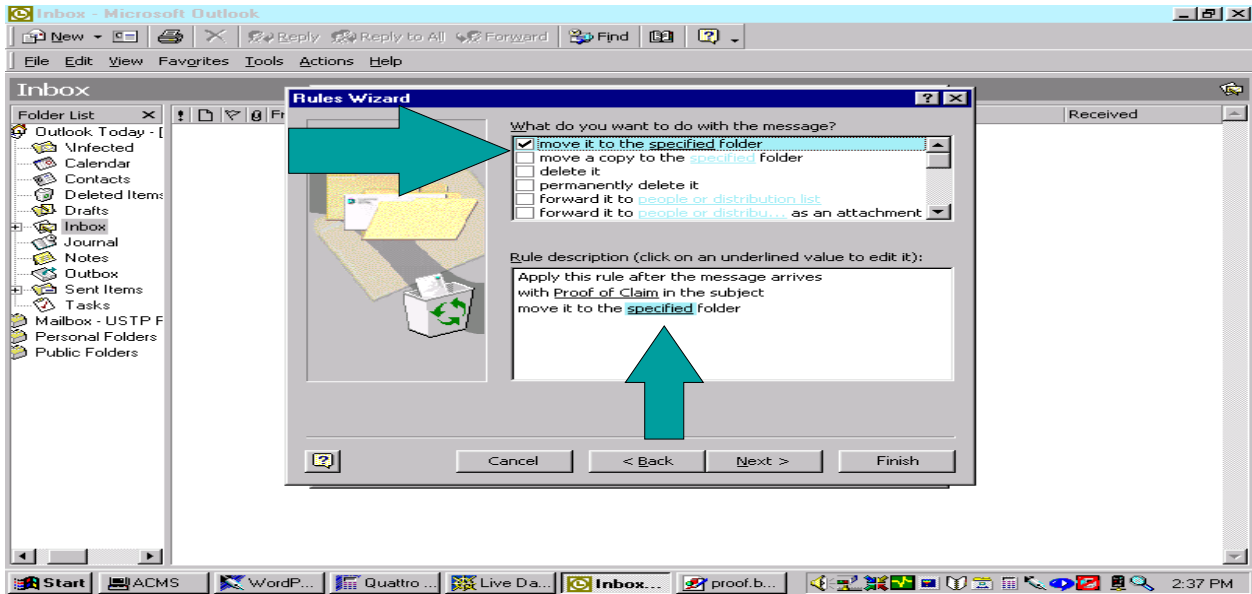 Inbox - Microsoft Outlook
New Reply Reply to All Forward Find
File Edit View Favorites Tools Actions Help
Inbox
Folder List
Outlook Today - [
\Infected
Calendar
Contacts
Deleted Items
Drafts
Inbox
Journal
Notes
Outbox
Sent Items
Tasks
Mailbox - USTP F
Personal Folders
Public Folders
! Fr Received
Rules Wizard
What do you want to do with the message?
move it to the specified folder
move a copy to the specified folder
delete it
permanently delete it
forward it to people or distribution list
forward it to people or distribu... as an attachment
Rule description (click on an underlined value to edit it):
Apply this rule after the message arrives
with Proof of Claim in the subject
move it to the specified folder
Cancel < Back Next > Finish
Start ACMS WordP... Quattro ... Live Da... Inbox... proof.b... 2:37 PM